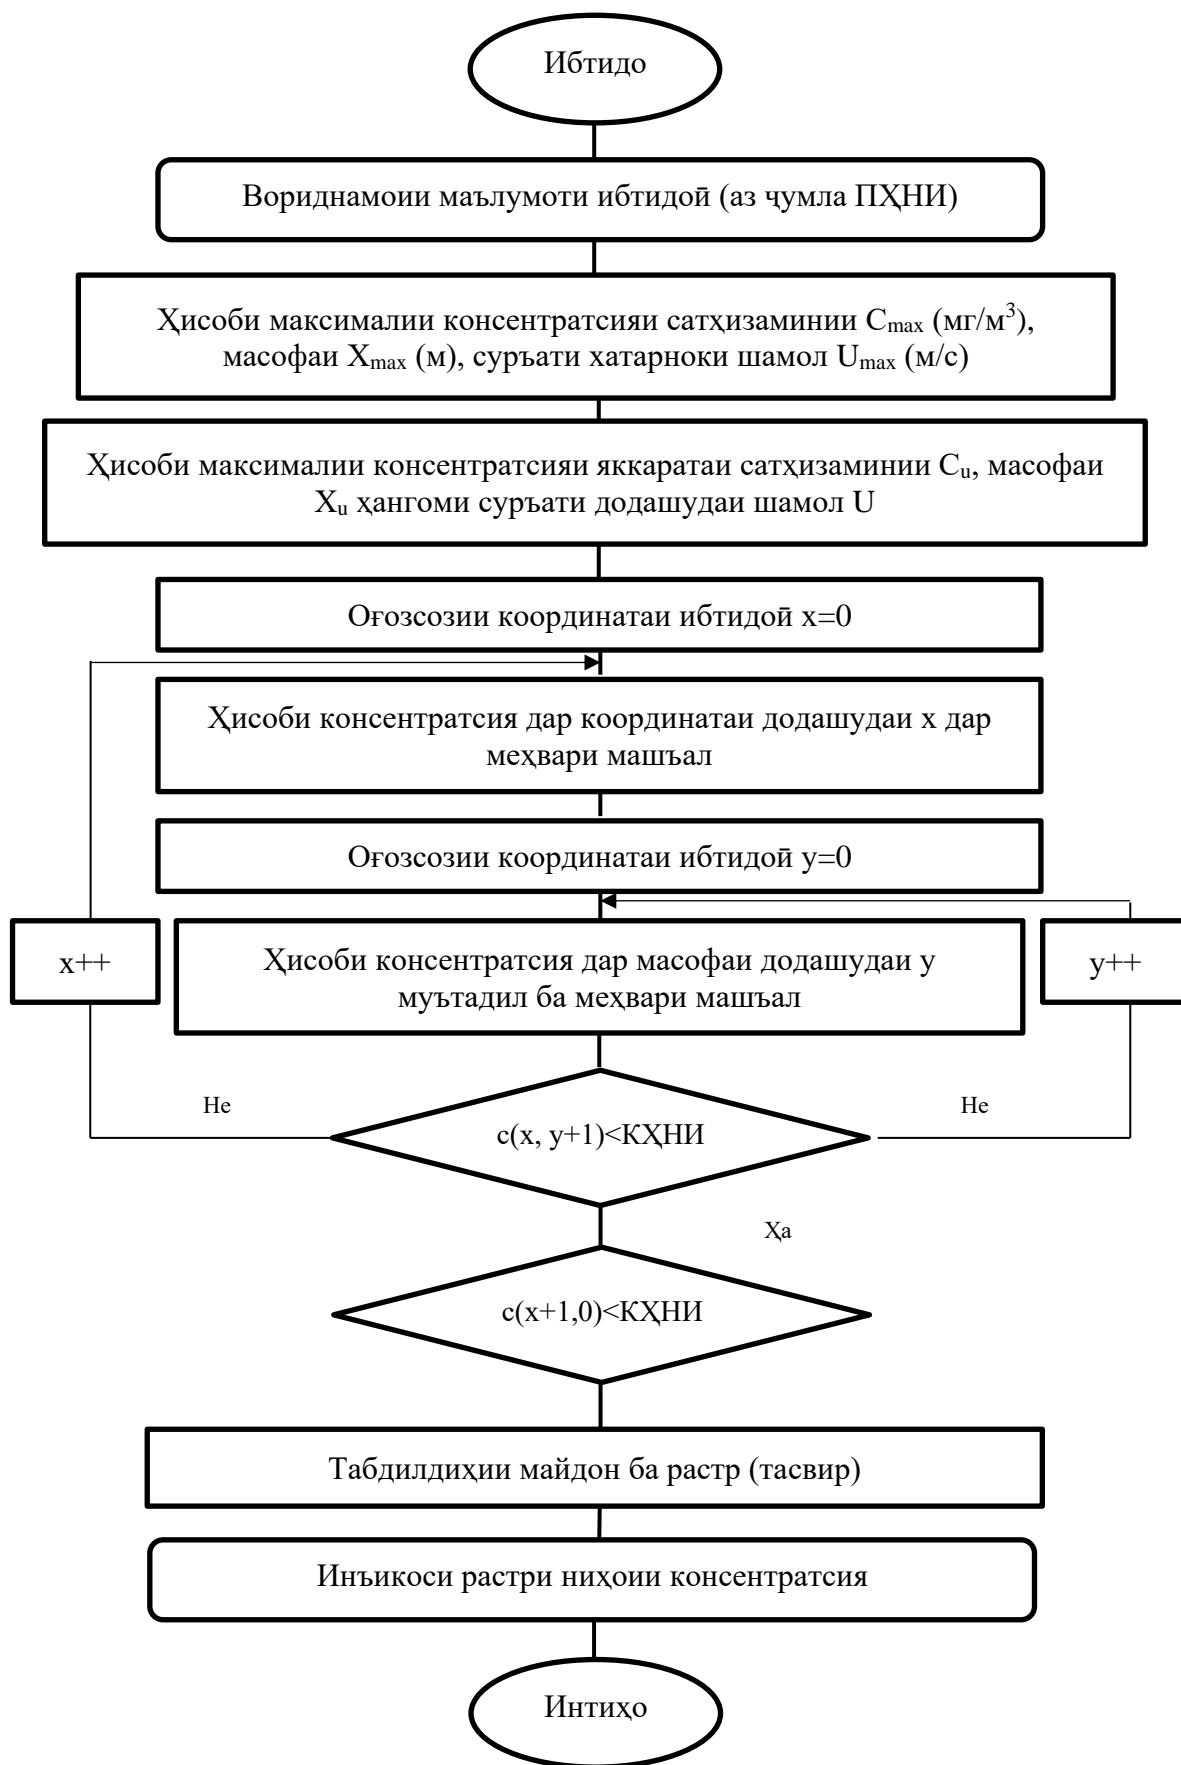 Ибтидо
Вориднамоии маълумоти ибтидоӣ (аз ҷумла ПҲНИ)
Ҳисоби максималии консентратсияи сатҳизаминии Cmax (мг/м³),
масофаи Xmax (м), суръати хатарноки шамол Umax (м/с)
Ҳисоби максималии консентратсияи яккаратаи сатҳизаминии Cu, масофаи
Xu ҳангоми суръати додашудаи шамол U
Оғозсозии координатаи ибтидоӣ x=0
Ҳисоби консентратсия дар координатаи додашудаи x дар
меҳвари машъал
Оғозсозии координатаи ибтидоӣ y=0
x++
Ҳисоби консентратсия дар масофаи додашудаи y
муътадил ба меҳвари машъал
y++
Не
Не
c(x, y+1)<КҲНИ
Ҳа
c(x+1,0)<КҲНИ
Табдилдиҳии майдон ба растр (тасвир)
Инъикоси растри ниҳоии консентратсия
Интиҳо